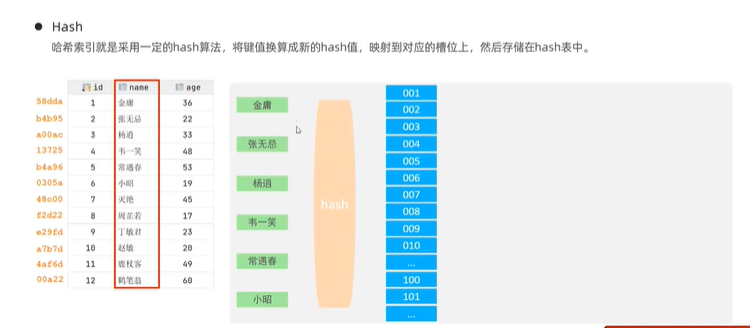 Hash
哈希索引就是采用一定的hash算法，将键值换算成新的hash值，映射到对应的槽位上，然后存储在hash表中。
id name age
58dda 1 金庸 36
b4b95 2 张无忌 22
a00ac 3 杨逍 33
13725 4 韦一笑 48
b4a96 5 常遇春 53
0305a 6 小昭 19
48c00 7 灭绝 45
f2d22 8 周芷若 17
e29fd 9 丁敏君 23
a7b7d 10 赵敏 20
4af6d 11 鹿杖客 49
00a22 12 鹤笔翁 60
金庸
张无忌
杨逍
韦一笑
常遇春
小昭
hash
001
002
003
004
005
006
007
008
009
010
...
100
101
...